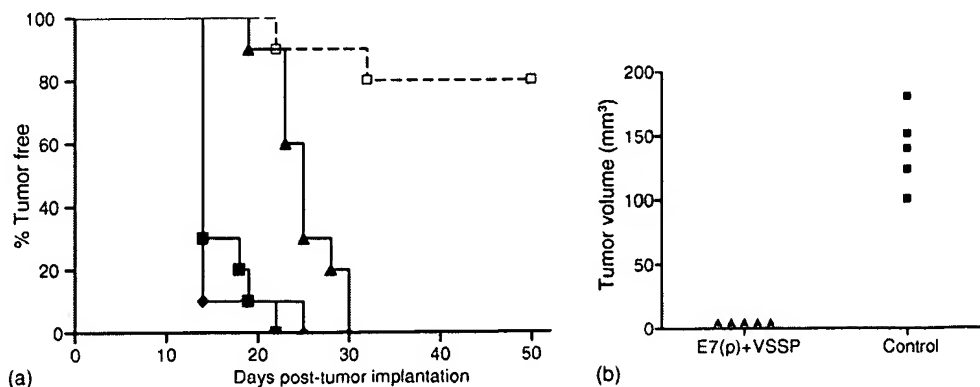 100
80
60
40
20
0
% Tumor free
0 10 20 30 40 50
Days post-tumor implantation
(a)
200
150
100
50
0
Tumor volume (mm³)
E7(p)+VSSP Control
(b)